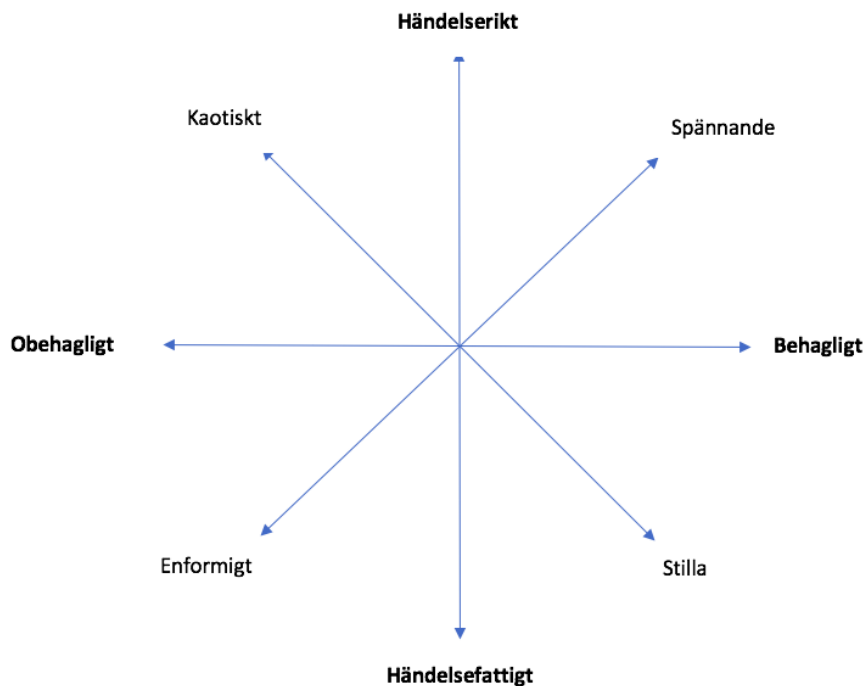 Händelserikt
Kaotiskt
Spännande
Obehagligt
Behagligt
Enformigt
Stilla
Händelsefattigt